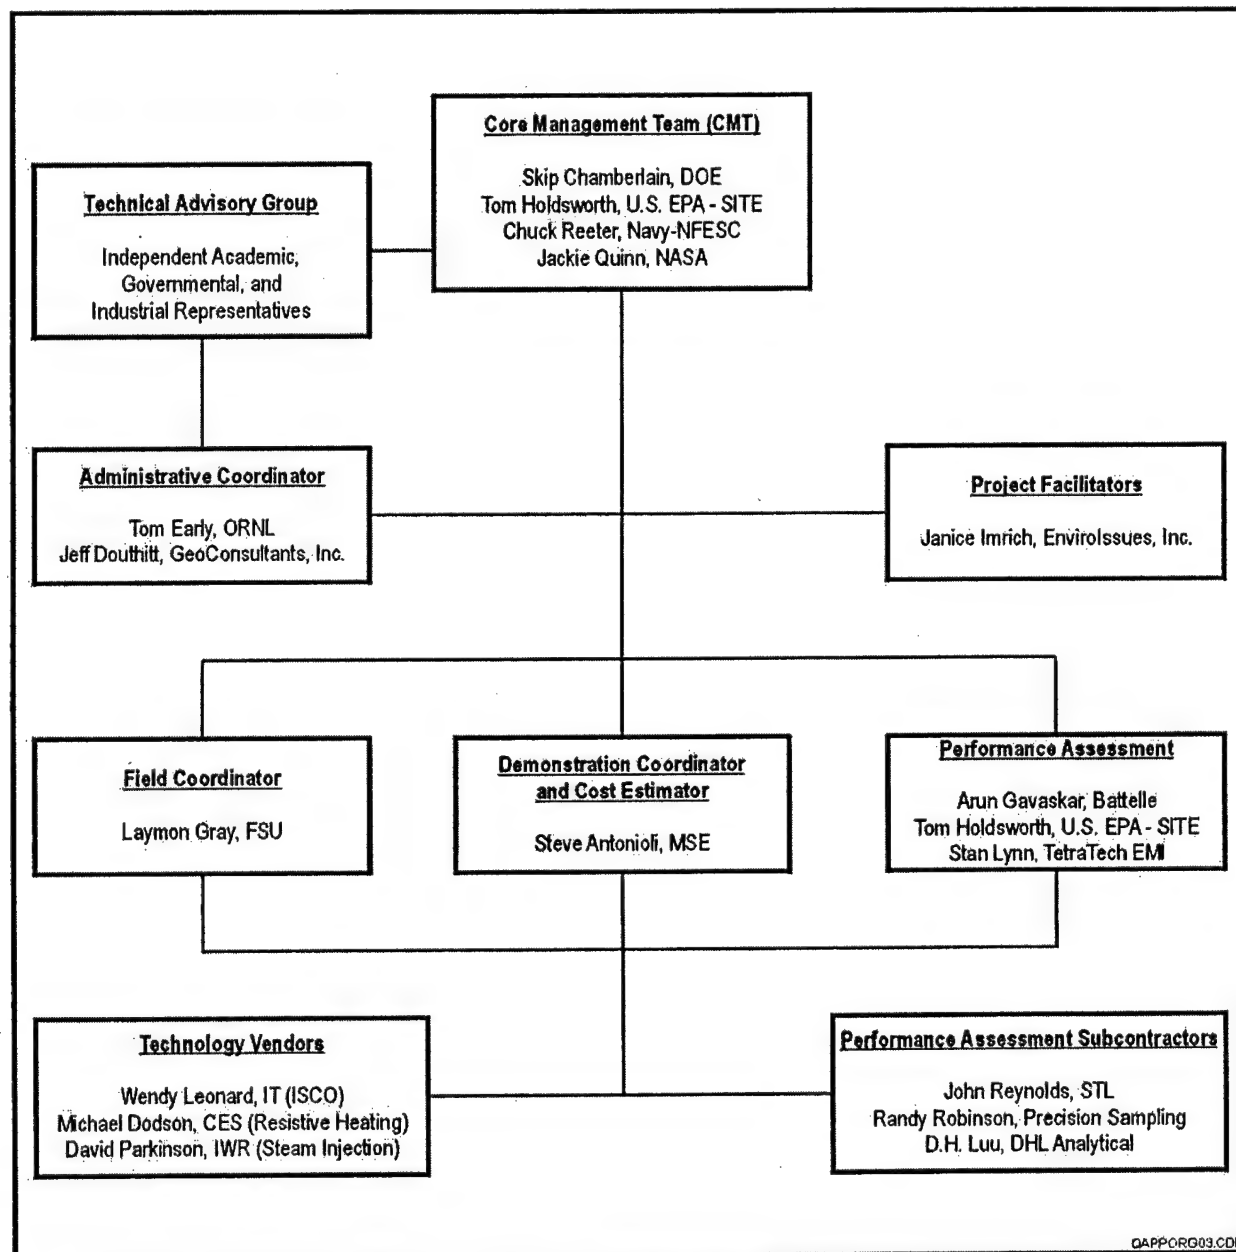 Core Management Team (CMT)
Skip Chamberlain, DOE
Tom Holdsworth, U.S. EPA - SITE
Chuck Reeter, Navy-NFESC
Jackie Quinn, NASA
Technical Advisory Group
Independent Academic,
Governmental, and
Industrial Representatives
Administrative Coordinator
Tom Early, ORNL
Jeff Douthitt, GeoConsultants, Inc.
Project Facilitators
Janice Imrich, EnviroIssues, Inc.
Field Coordinator
Laymon Gray, FSU
Demonstration Coordinator
and Cost Estimator
Steve Antonioli, MSE
Performance Assessment
Arun Gavaskar, Battelle
Tom Holdsworth, U.S. EPA - SITE
Stan Lynn, TetraTech EMI
Technology Vendors
Wendy Leonard, IT (ISCO)
Michael Dodson, CES (Resistive Heating)
David Parkinson, IWR (Steam Injection)
Performance Assessment Subcontractors
John Reynolds, STL
Randy Robinson, Precision Sampling
D.H. Luu, DHL Analytical